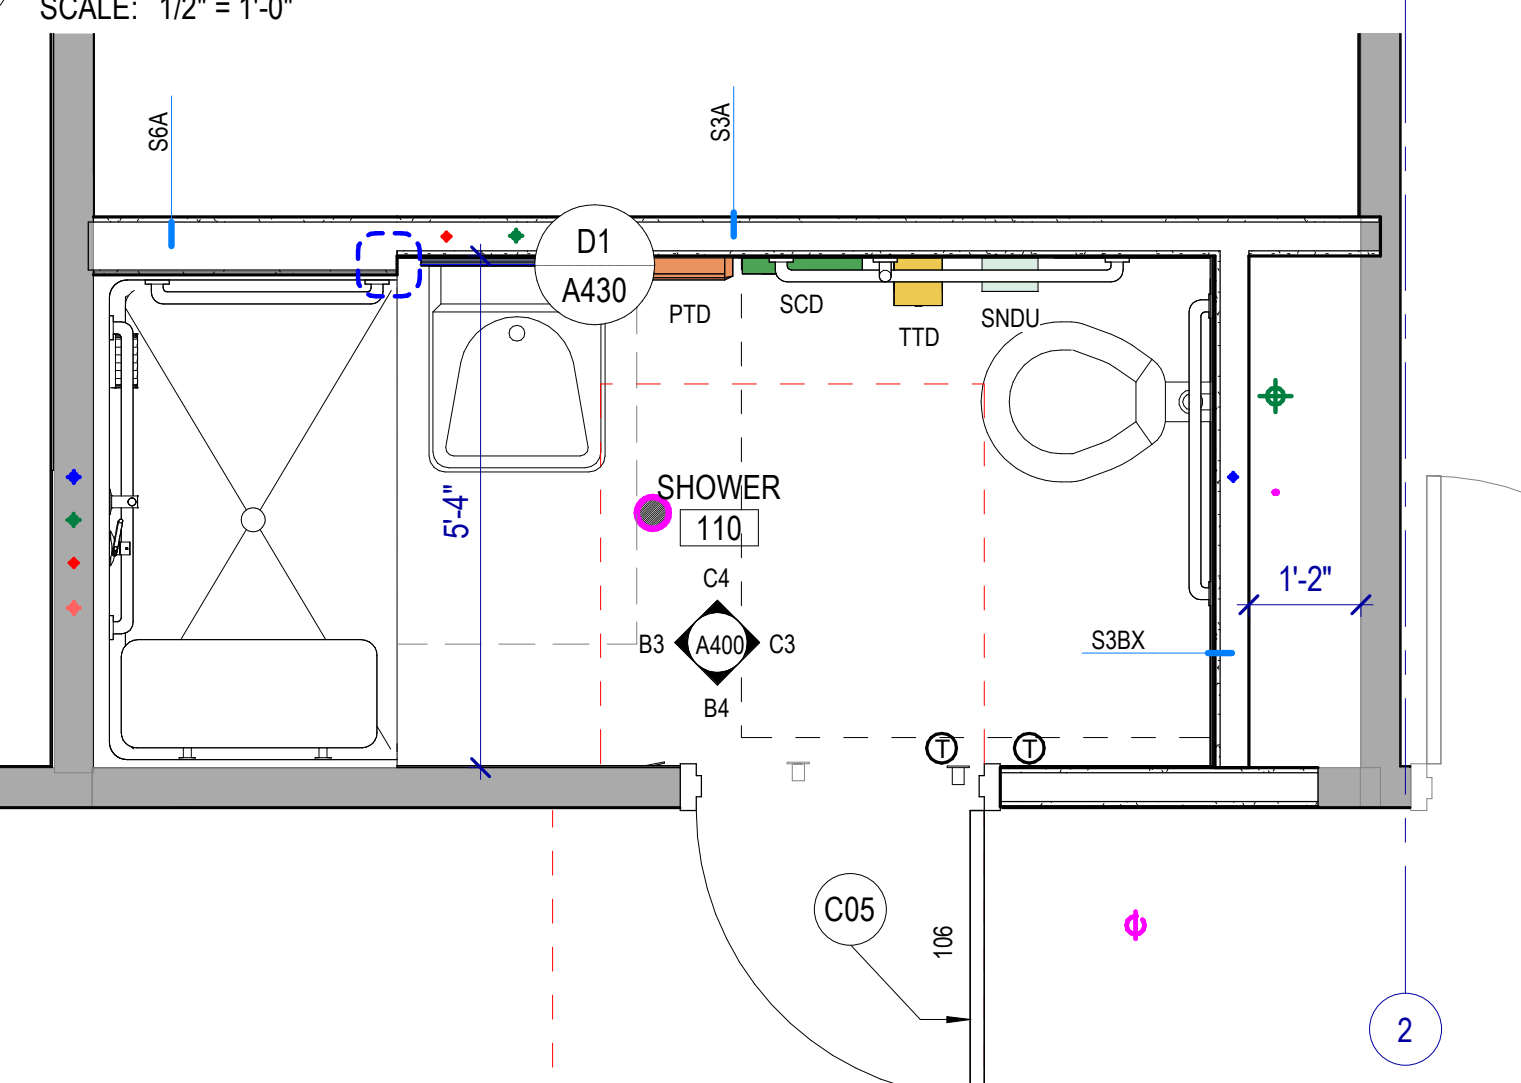 SCALE: 1/2" = 1'-0"
S6A
S3A
D1
A430
PTD
SCD
TTD
SNDU
5'-4"
SHOWER
110
C4
B3
A400
C3
B4
1'-2"
S3BX
T
T
C05
106
2